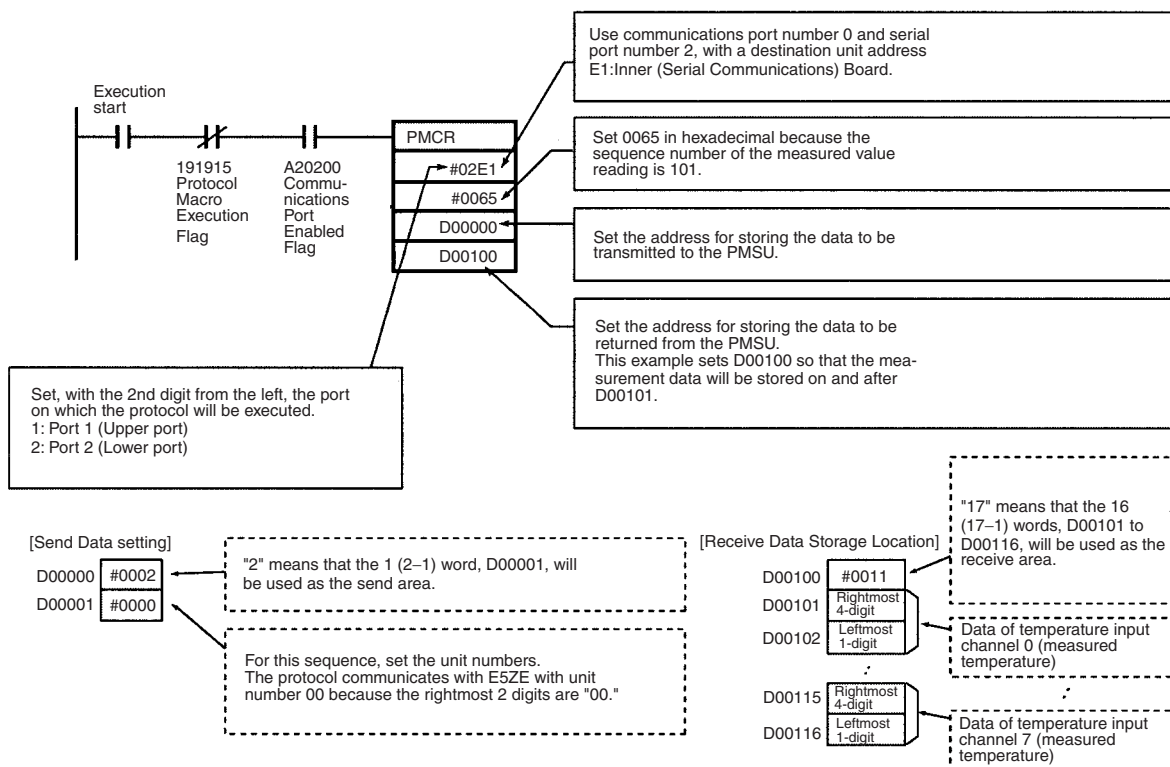 Use communications port number 0 and serial
port number 2, with a destination unit address
E1:Inner (Serial Communications) Board.
Execution
start
PMCR
#02E1
#0065
D00000
D00100
191915
Protocol
Macro
Execution
Flag
A20200
Commu-
nications
Port
Enabled
Flag
Set 0065 in hexadecimal because the
sequence number of the measured value
reading is 101.
Set the address for storing the data to be
transmitted to the PMSU.
Set the address for storing the data to be
returned from the PMSU.
This example sets D00100 so that the mea-
surement data will be stored on and after
D00101.
Set, with the 2nd digit from the left, the port
on which the protocol will be executed.
1: Port 1 (Upper port)
2: Port 2 (Lower port)
[Send Data setting]
D00000 #0002
D00001 #0000
"2" means that the 1 (2–1) word, D00001, will
be used as the send area.
For this sequence, set the unit numbers.
The protocol communicates with E5ZE with unit
number 00 because the rightmost 2 digits are "00."
[Receive Data Storage Location]
D00100 #0011
D00101 Rightmost
4-digit
D00102 Leftmost
1-digit
D00115 Rightmost
4-digit
D00116 Leftmost
1-digit
"17" means that the 16
(17–1) words, D00101 to
D00116, will be used as the
receive area.
Data of temperature input
channel 0 (measured
temperature)
Data of temperature input
channel 7 (measured
temperature)